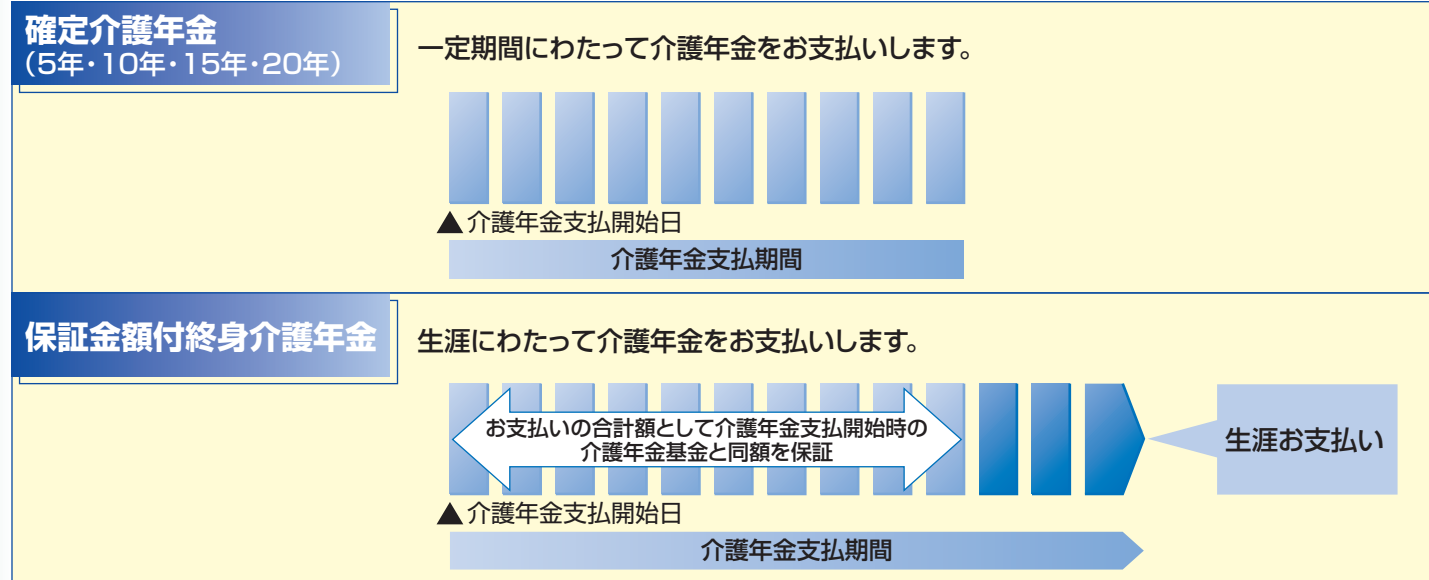 確定介護年金
（5年・10年・15年・20年）
一定期間にわたって介護年金をお支払いします。
▲介護年金支払開始日
介護年金支払期間
保証金額付終身介護年金
生涯にわたって介護年金をお支払いします。
お支払いの合計額として介護年金支払開始時の
介護年金基金と同額を保証
生涯お支払い
▲介護年金支払開始日
介護年金支払期間